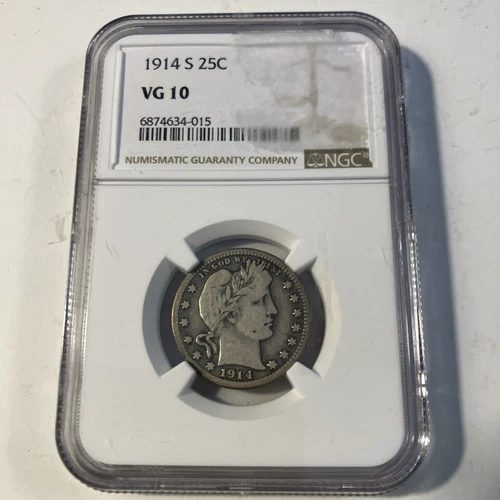 1914 S 25C
VG 10
6874634-015
NUMISMATIC GUARANTY COMPANY NGC
IN GOD WE TRUST
1914